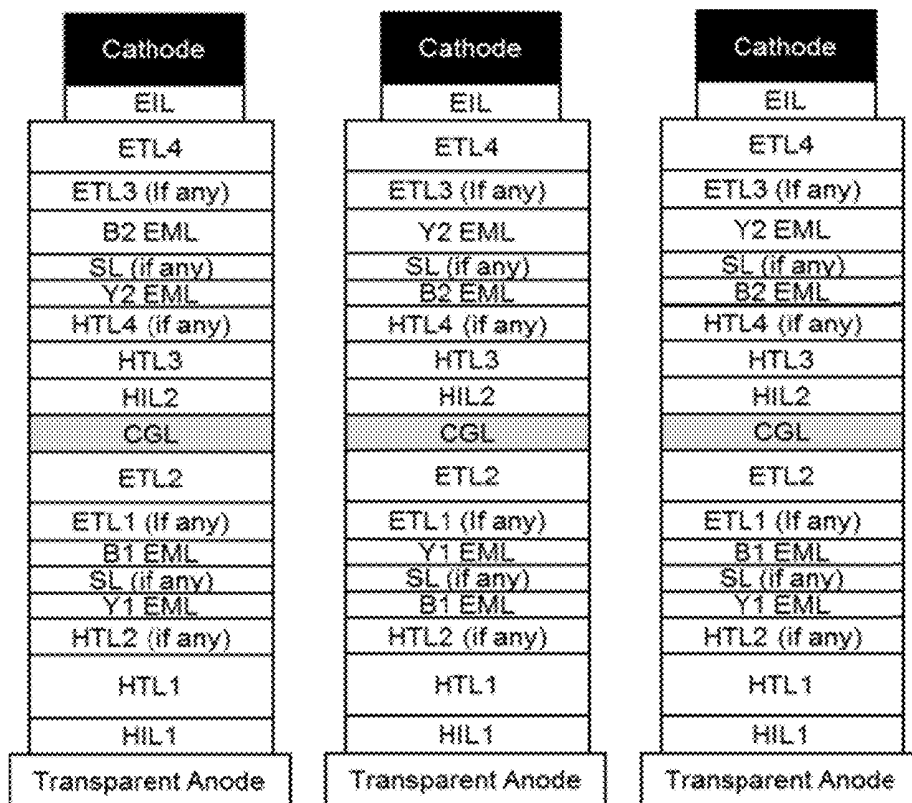 Cathode
EIL
ETL4
ETL3 (If any)
B2 EML
SL (if any)
Y2 EML
HTL4 (if any)
HTL3
HIL2
CGL
ETL2
ETL1 (If any)
B1 EML
SL (if any)
Y1 EML
HTL2 (if any)
HTL1
HIL1
Transparent Anode
Cathode
EIL
ETL4
ETL3 (If any)
Y2 EML
SL (if any)
B2 EML
HTL4 (if any)
HTL3
HIL2
CGL
ETL2
ETL1 (If any)
Y1 EML
SL (if any)
B1 EML
HTL2 (if any)
HTL1
HIL1
Transparent Anode
Cathode
EIL
ETL4
ETL3 (If any)
Y2 EML
SL (if any)
B2 EML
HTL4 (if any)
HTL3
HIL2
CGL
ETL2
ETL1 (If any)
B1 EML
SL (if any)
Y1 EML
HTL2 (if any)
HTL1
HIL1
Transparent Anode